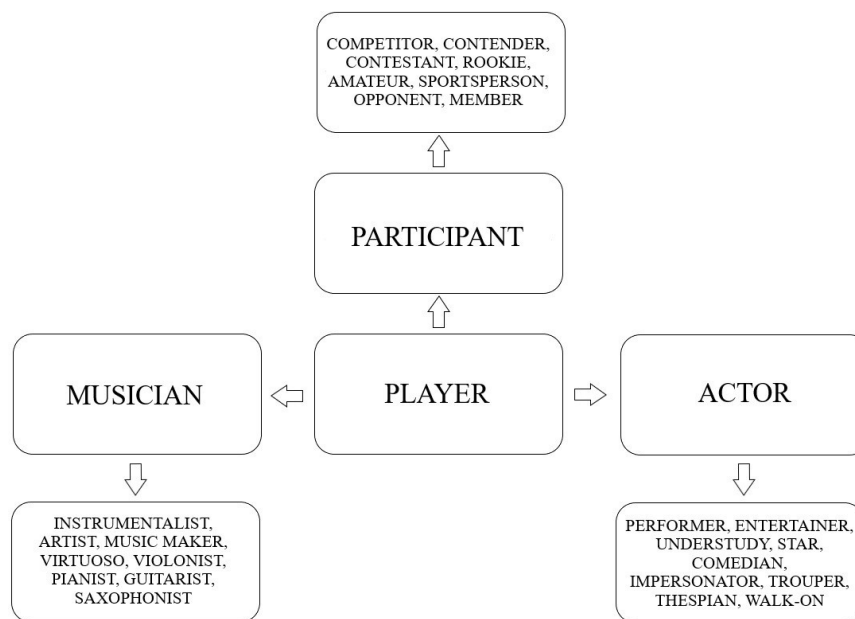 COMPETITOR, CONTENDER,
CONTESTANT, ROOKIE,
AMATEUR, SPORTSPERSON,
OPPONENT, MEMBER
PARTICIPANT
MUSICIAN
PLAYER
ACTOR
INSTRUMENTALIST,
ARTIST, MUSIC MAKER,
VIRTUOSO, VIOLONIST,
PIANIST, GUITARIST,
SAXOPHONIST
PERFORMER, ENTERTAINER,
UNDERSTUDY, STAR,
COMEDIAN,
IMPERSONATOR, TROUPER,
THESPIAN, WALK-ON